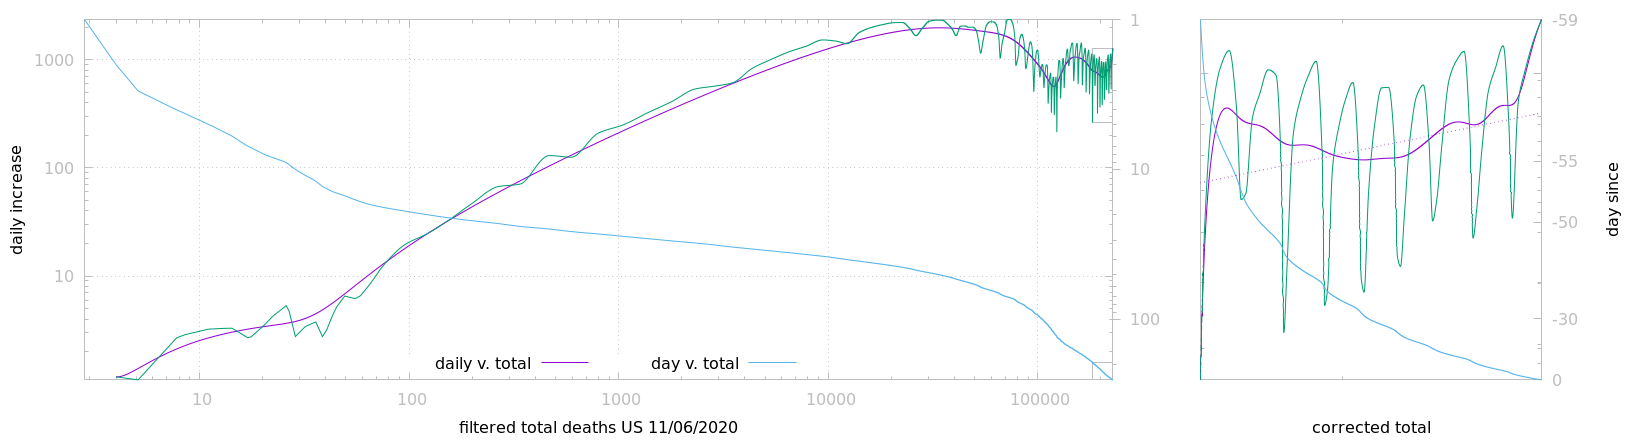 1000
100
10
daily increase
10
100
1000
10000
100000
filtered total deaths US 11/06/2020
daily v. total
day v. total
1
10
100
-59
-55
-50
-30
0
day since
corrected total